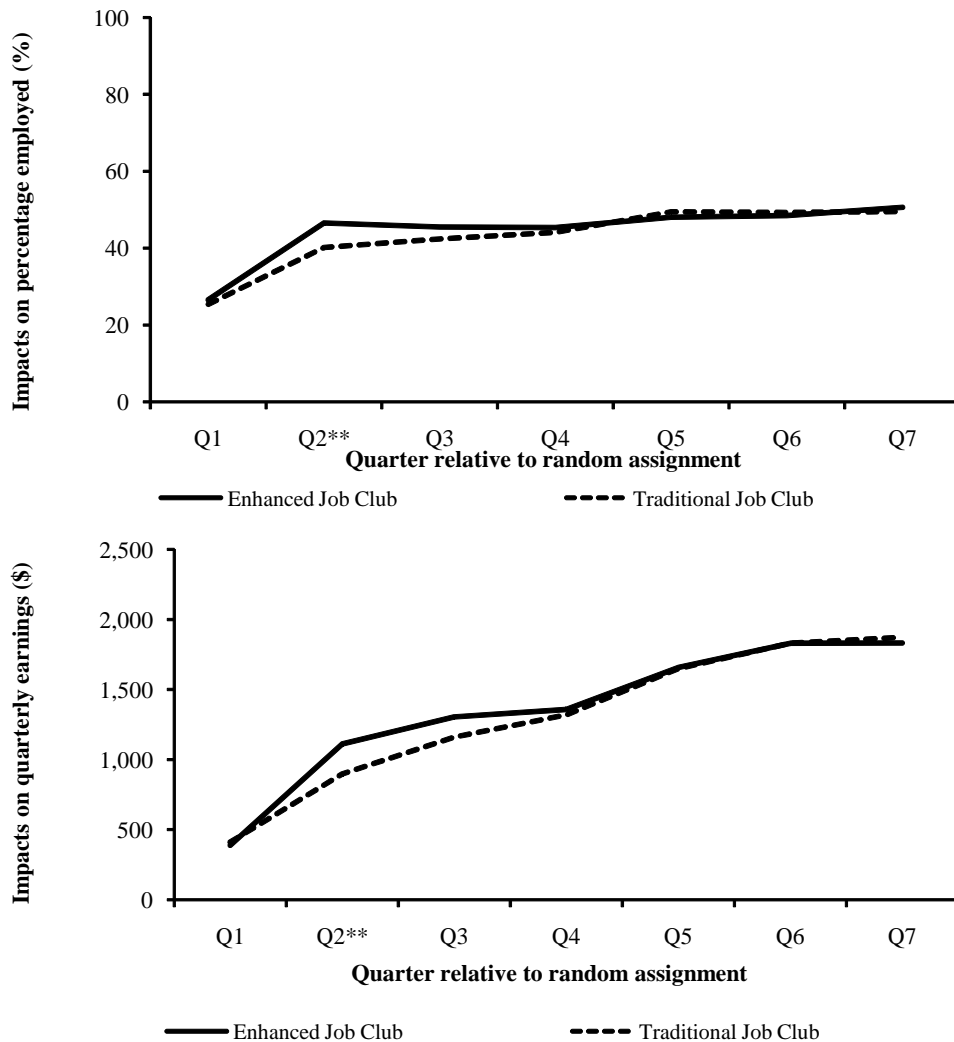 Impacts on percentage employed (%)
100
80
60
40
20
0
Q1 Q2** Q3 Q4 Q5 Q6 Q7
Quarter relative to random assignment
Enhanced Job Club Traditional Job Club
Impacts on quarterly earnings ($)
2,500
2,000
1,500
1,000
500
0
Q1 Q2** Q3 Q4 Q5 Q6 Q7
Quarter relative to random assignment
Enhanced Job Club Traditional Job Club